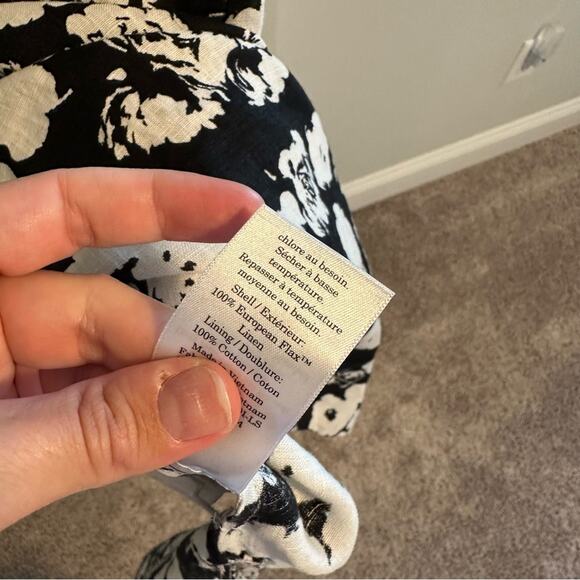 chlore au besoin.
Sécher à basse
température.
Repasser à température
moyenne au besoin.
Shell / Extérieur:
100% European Flax™
Linen
Lining / Doublure:
100% Cotton / Coton
Made in Vietnam